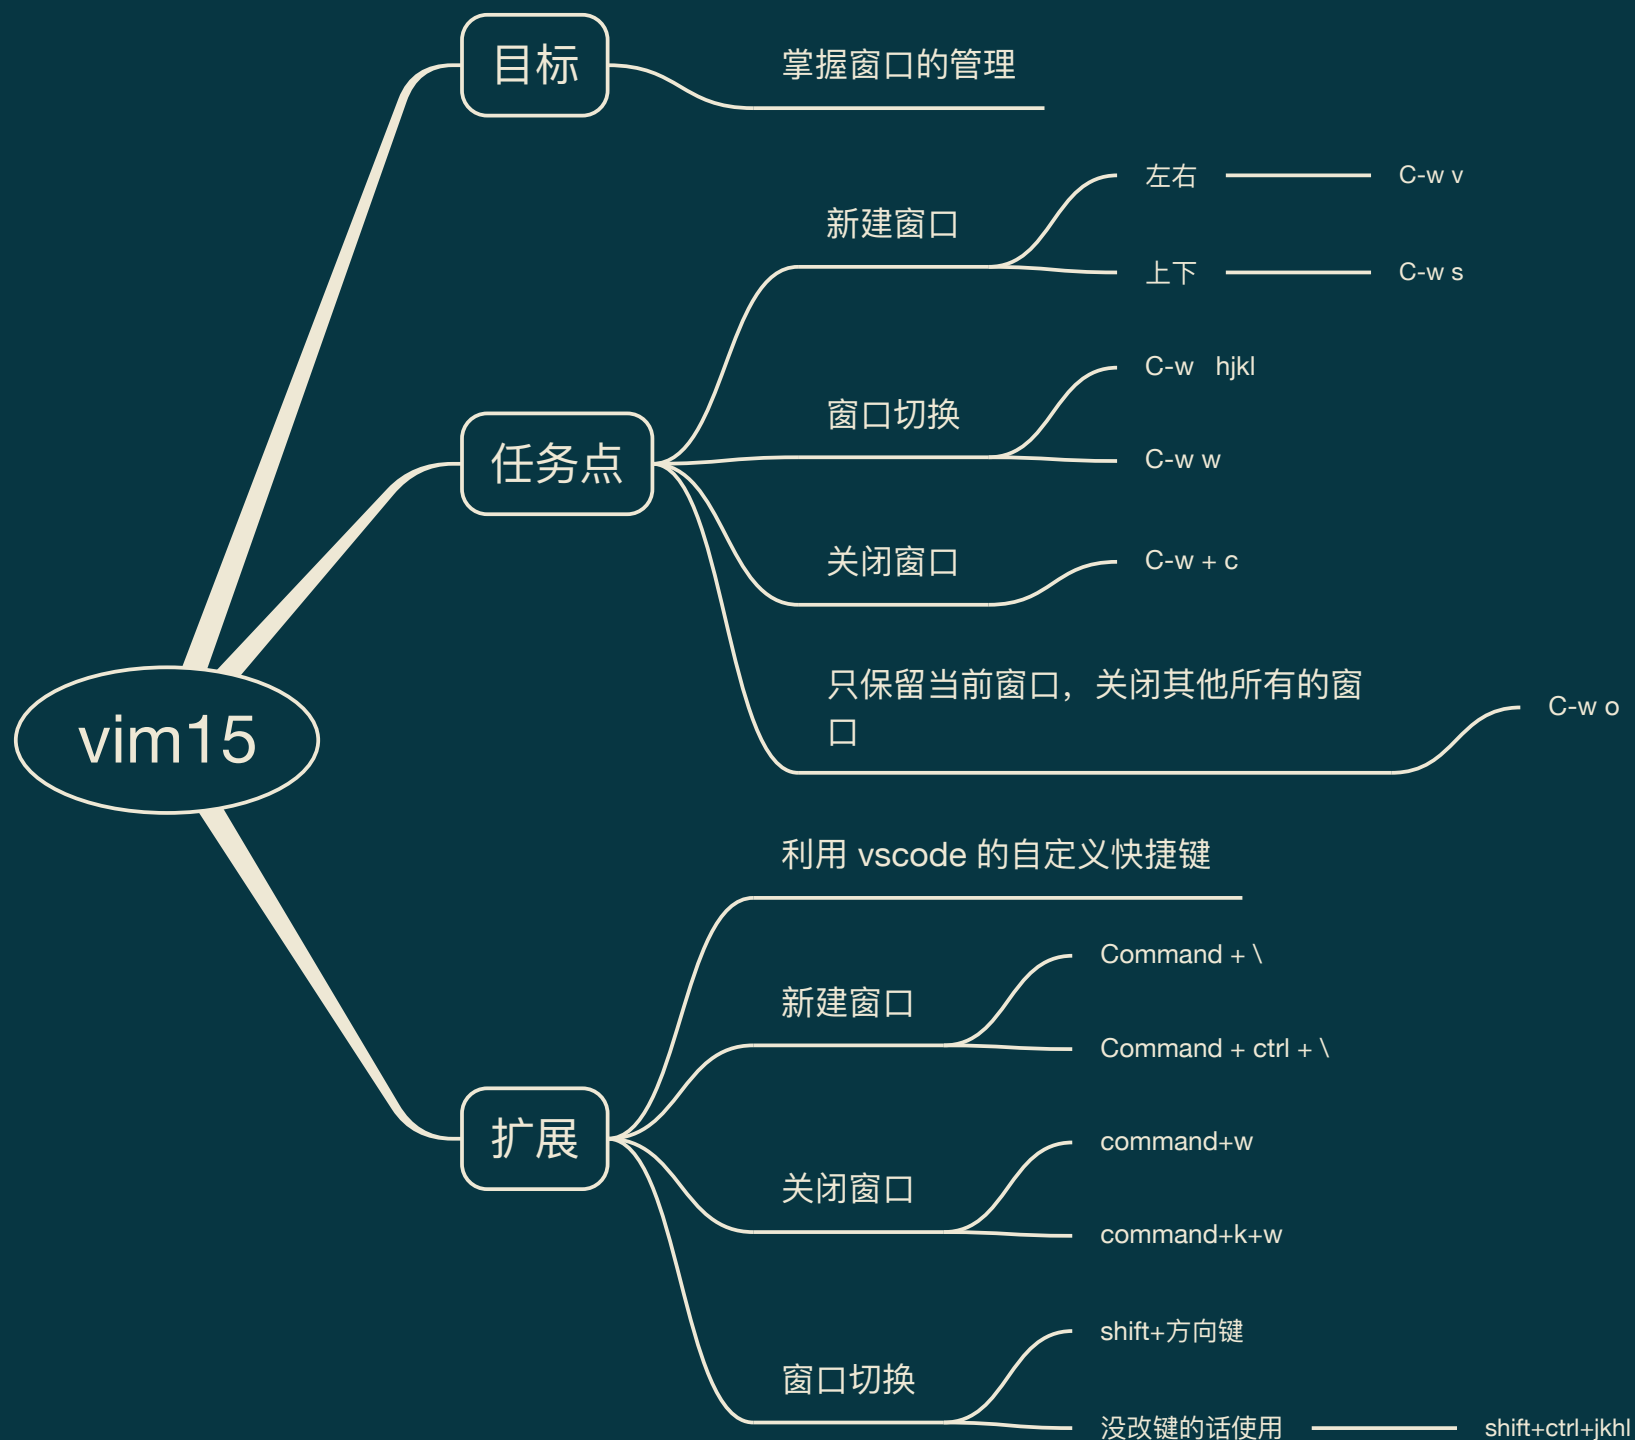 目标
掌握窗口的管理
左右
C-w v
新建窗口
上下
C-w s
C-w hjkl
窗口切换
任务点
C-w w
关闭窗口
C-w + c
只保留当前窗口，关闭其他所有的窗
口
C-w o
vim15
利用 vscode 的自定义快捷键
Command + \
新建窗口
Command + ctrl + \
扩展
command+w
关闭窗口
command+k+w
shift+方向键
窗口切换
没改键的话使用
shift+ctrl+jkhl